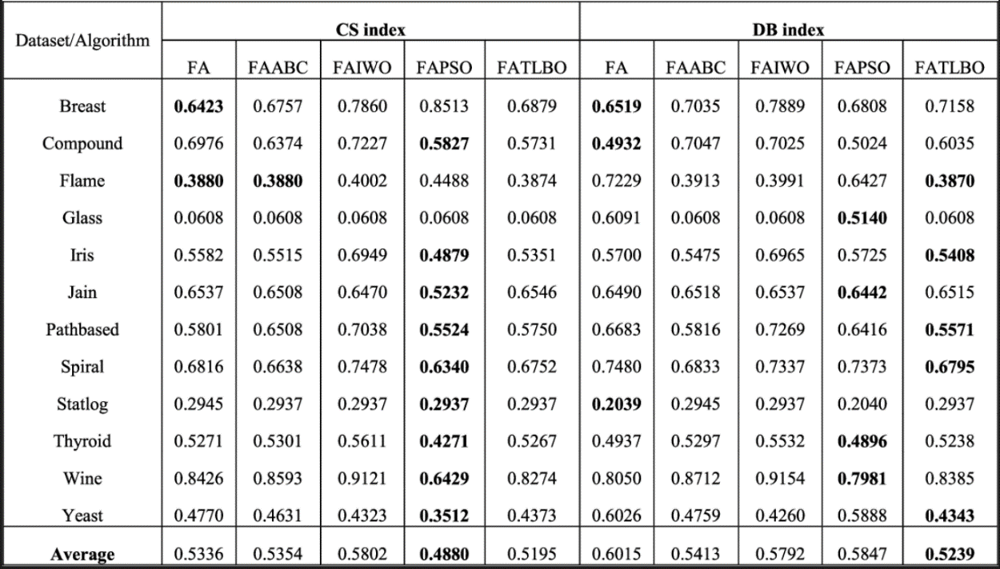 Dataset/Algorithm CS index DB index
FA FAABC FAIWO FAPSO FATLBO FA FAABC FAIWO FAPSO FATLBO
Breast 0.6423 0.6757 0.7860 0.8513 0.6879 0.6519 0.7035 0.7889 0.6808 0.7158
Compound 0.6976 0.6374 0.7227 0.5827 0.5731 0.4932 0.7047 0.7025 0.5024 0.6035
Flame 0.3880 0.3880 0.4002 0.4488 0.3874 0.7229 0.3913 0.3991 0.6427 0.3870
Glass 0.0608 0.0608 0.0608 0.0608 0.0608 0.6091 0.0608 0.0608 0.5140 0.0608
Iris 0.5582 0.5515 0.6949 0.4879 0.5351 0.5700 0.5475 0.6965 0.5725 0.5408
Jain 0.6537 0.6508 0.6470 0.5232 0.6546 0.6490 0.6518 0.6537 0.6442 0.6515
Pathbased 0.5801 0.6508 0.7038 0.5524 0.5750 0.6683 0.5816 0.7269 0.6416 0.5571
Spiral 0.6816 0.6638 0.7478 0.6340 0.6752 0.7480 0.6833 0.7337 0.7373 0.6795
Statlog 0.2945 0.2937 0.2937 0.2937 0.2937 0.2039 0.2945 0.2937 0.2040 0.2937
Thyroid 0.5271 0.5301 0.5611 0.4271 0.5267 0.4937 0.5297 0.5532 0.4896 0.5238
Wine 0.8426 0.8593 0.9121 0.6429 0.8274 0.8050 0.8712 0.9154 0.7981 0.8385
Yeast 0.4770 0.4631 0.4323 0.3512 0.4373 0.6026 0.4759 0.4260 0.5888 0.4343
Average 0.5336 0.5354 0.5802 0.4880 0.5195 0.6015 0.5413 0.5792 0.5847 0.5239